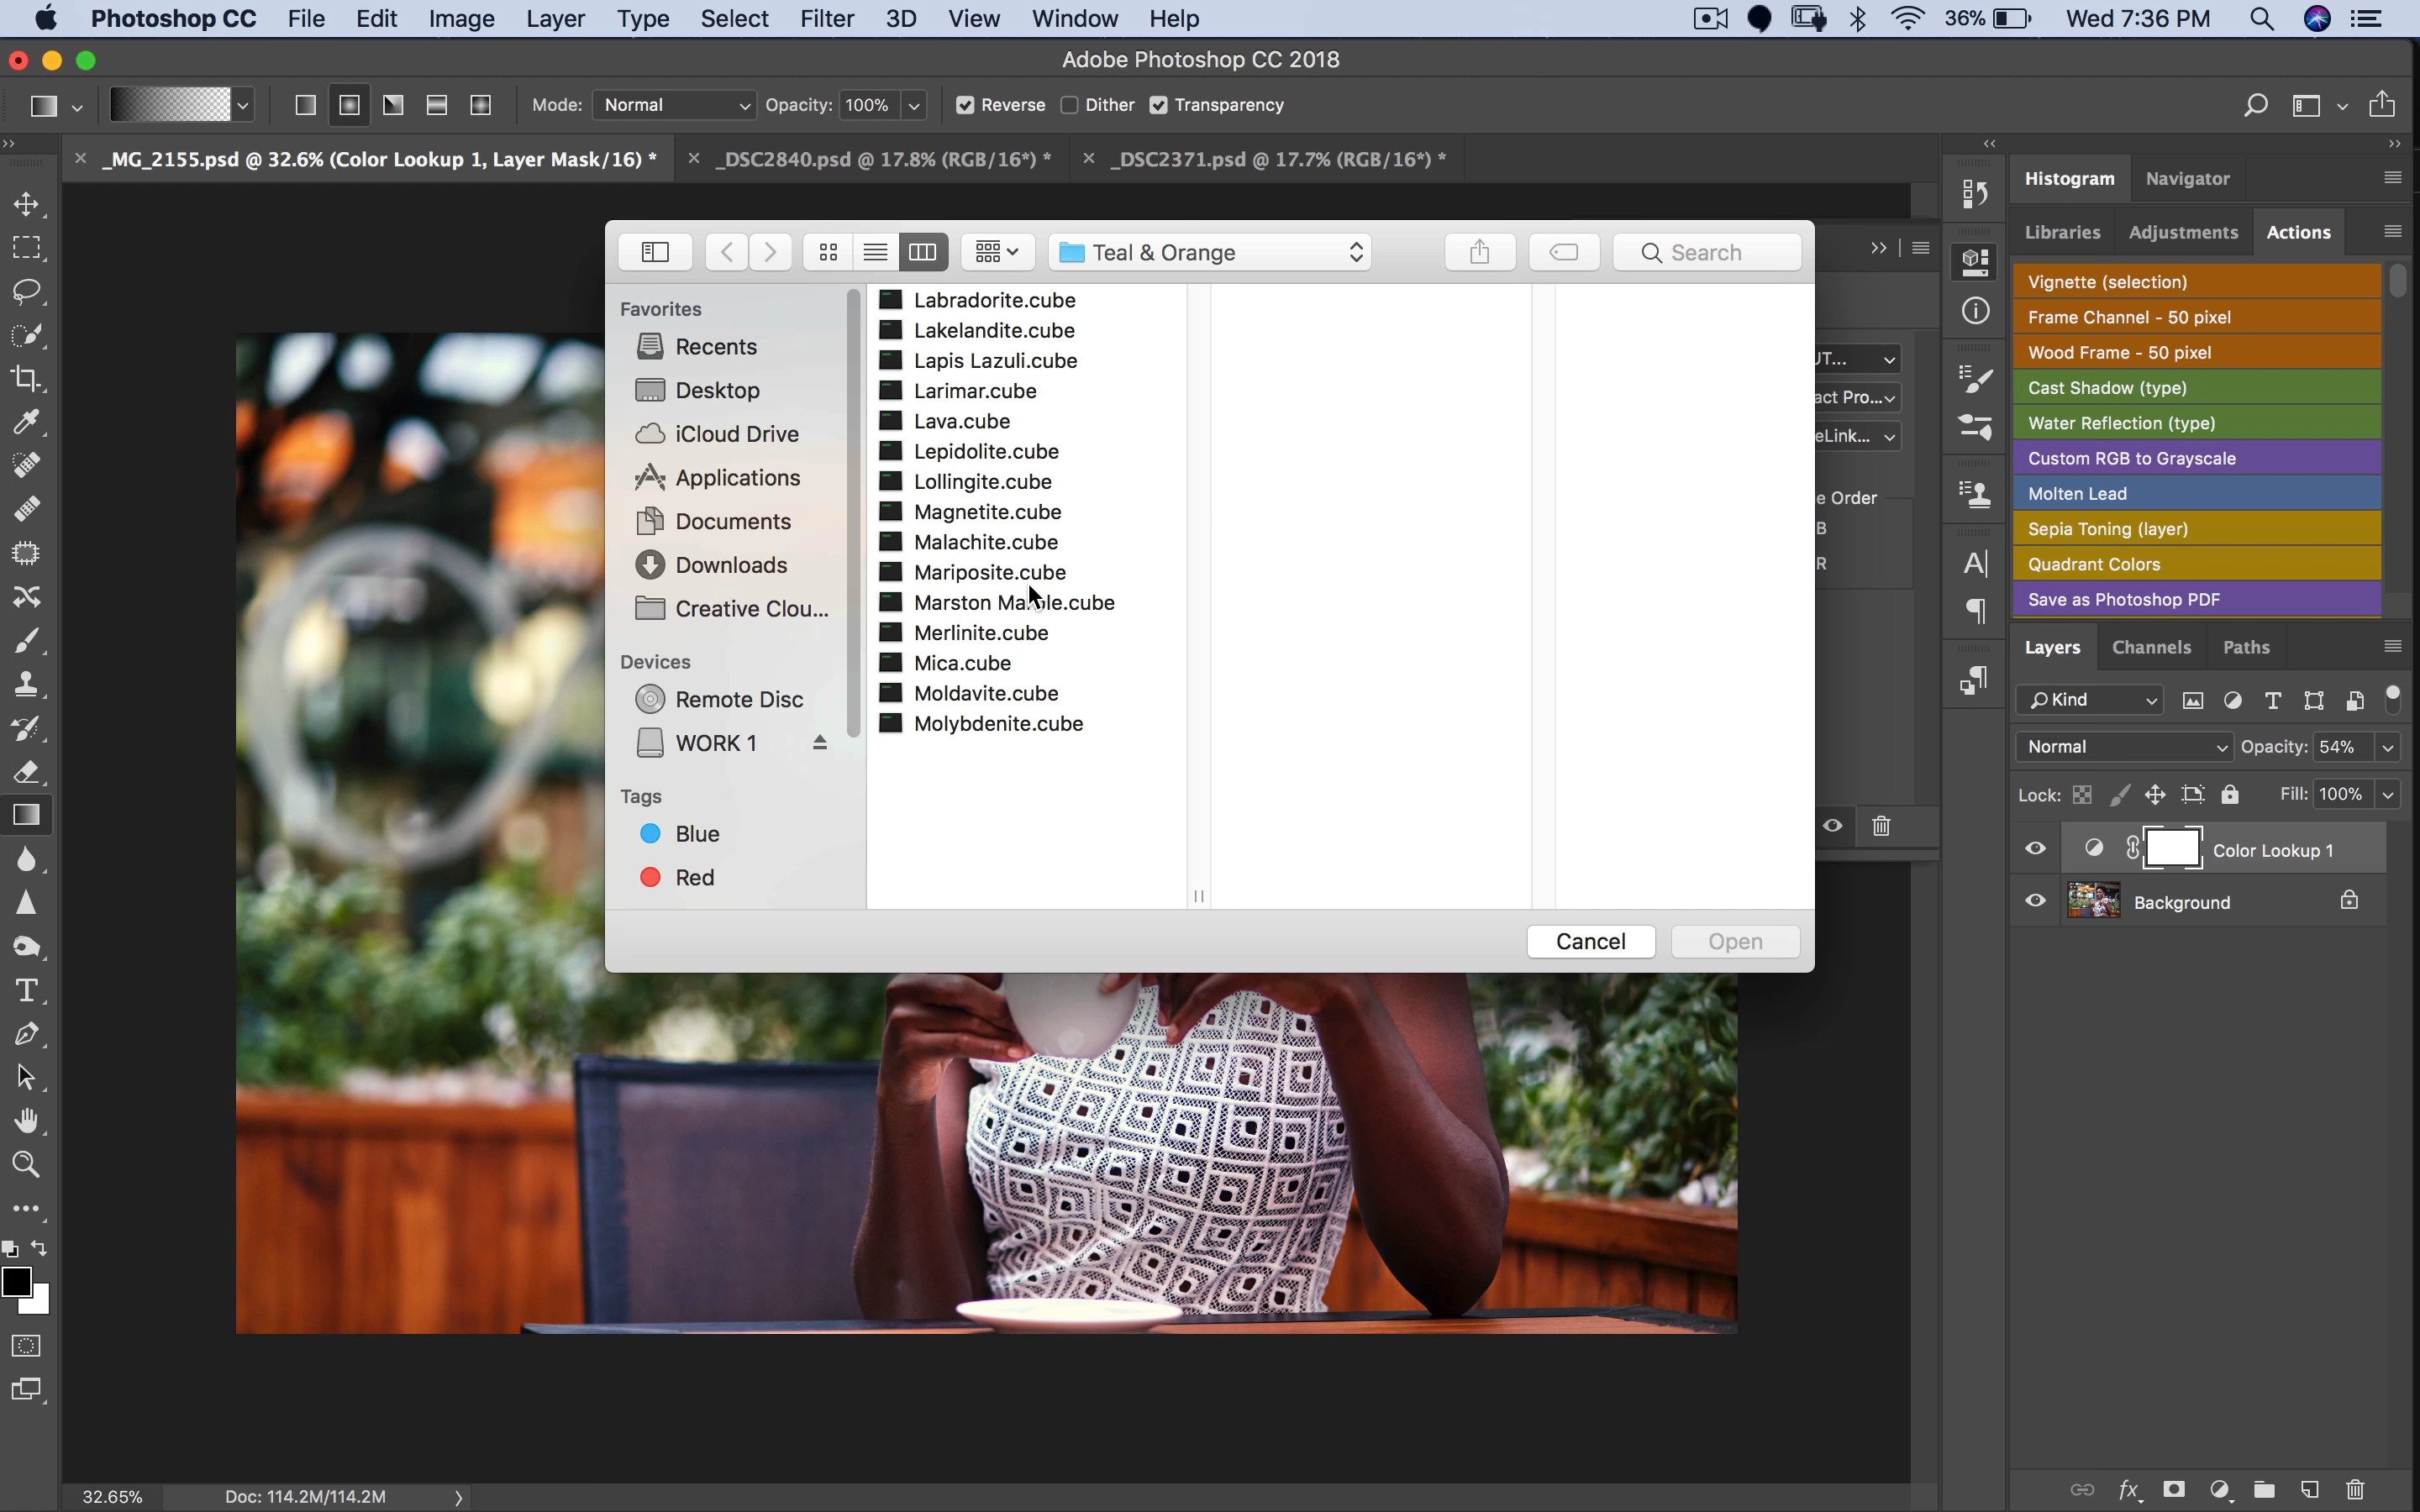 Photoshop CC File Edit Image Layer Type Select Filter 3D View Window Help 36% Wed 7:36 PM
Adobe Photoshop CC 2018
Mode: Normal Opacity: 100% Reverse Dither Transparency
_MG_2155.psd @ 32.6% (Color Lookup 1, Layer Mask/16) * _DSC2840.psd @ 17.8% (RGB/16*) * _DSC2371.psd @ 17.7% (RGB/16*) *
Teal & Orange
Search
Favorites
Recents
Desktop
iCloud Drive
Applications
Documents
Downloads
Creative Clou...
Devices
Remote Disc
WORK 1
Tags
Blue
Red
Labradorite.cube
Lakelandite.cube
Lapis Lazuli.cube
Larimar.cube
Lava.cube
Lepidolite.cube
Lollingite.cube
Magnetite.cube
Malachite.cube
Mariposite.cube
Marston Marble.cube
Merlinite.cube
Mica.cube
Moldavite.cube
Molybdenite.cube
Cancel Open
UT...
act Pro...
eLink...
e Order
B
R
Histogram Navigator
Libraries Adjustments Actions
Vignette (selection)
Frame Channel - 50 pixel
Wood Frame - 50 pixel
Cast Shadow (type)
Water Reflection (type)
Custom RGB to Grayscale
Molten Lead
Sepia Toning (layer)
Quadrant Colors
Save as Photoshop PDF
Layers Channels Paths
Kind
Normal Opacity: 54%
Lock: Fill: 100%
Color Lookup 1
Background
32.65% Doc: 114.2M/114.2M